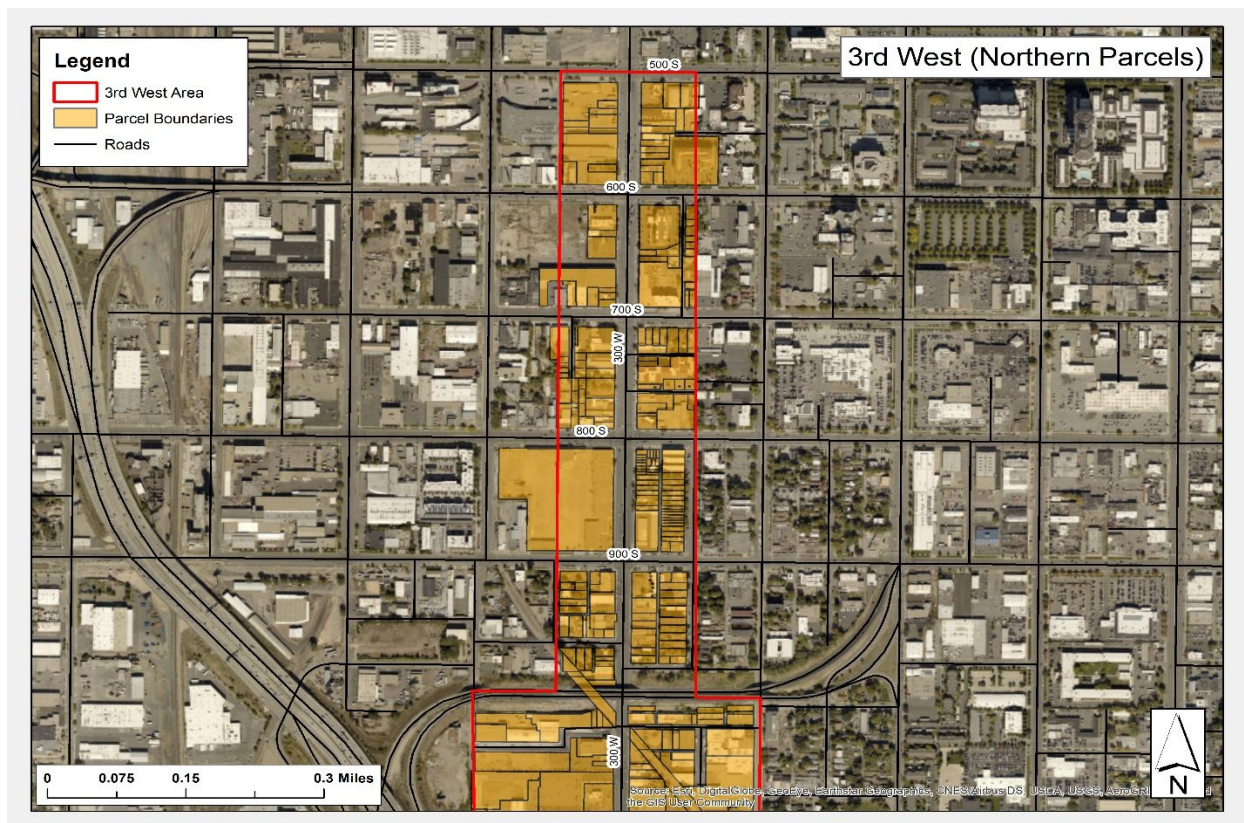 3rd West (Northern Parcels)
Legend
3rd West Area
Parcel Boundaries
Roads
500 S
600 S
700 S
300 W
800 S
900 S
300 W
0 0.075 0.15 0.3 Miles
N
Source: Esri, DigitalGlobe, GeoEye, Earthstar Geographics, CNES/Airbus DS, USDA, USGS,
the GIS User Community